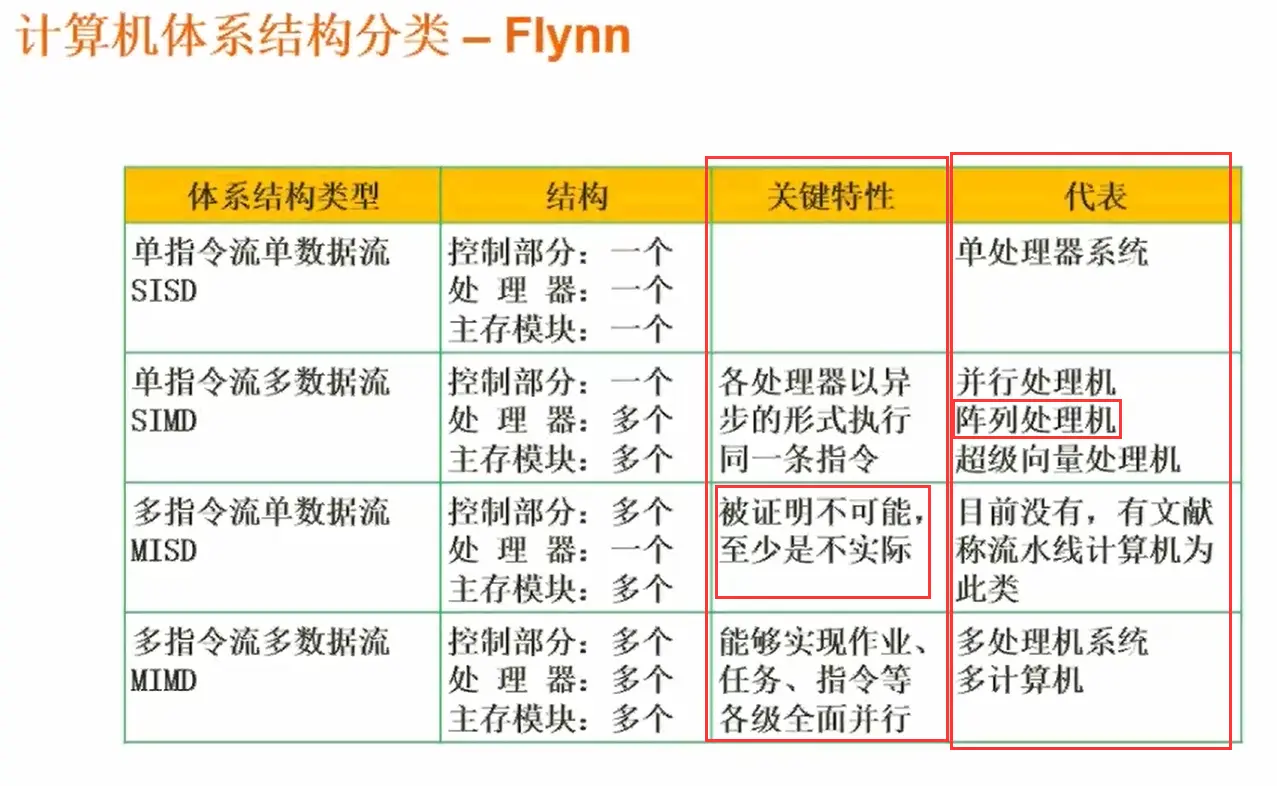 计算机体系结构分类 – Flynn
体系结构类型 结构 关键特性 代表
单指令流单数据流
SISD
控制部分：一个
处 理 器：一个
主存模块：一个
单处理器系统
单指令流多数据流
SIMD
控制部分：一个
处 理 器：多个
主存模块：多个
各处理器以异
步的形式执行
同一条指令
并行处理机
阵列处理机
超级向量处理机
多指令流单数据流
MISD
控制部分：多个
处 理 器：一个
主存模块：多个
被证明不可能，
至少是不实际
目前没有，有文献
称流水线计算机为
此类
多指令流多数据流
MIMD
控制部分：多个
处 理 器：多个
主存模块：多个
能够实现作业、
任务、指令等
各级全面并行
多处理机系统
多计算机